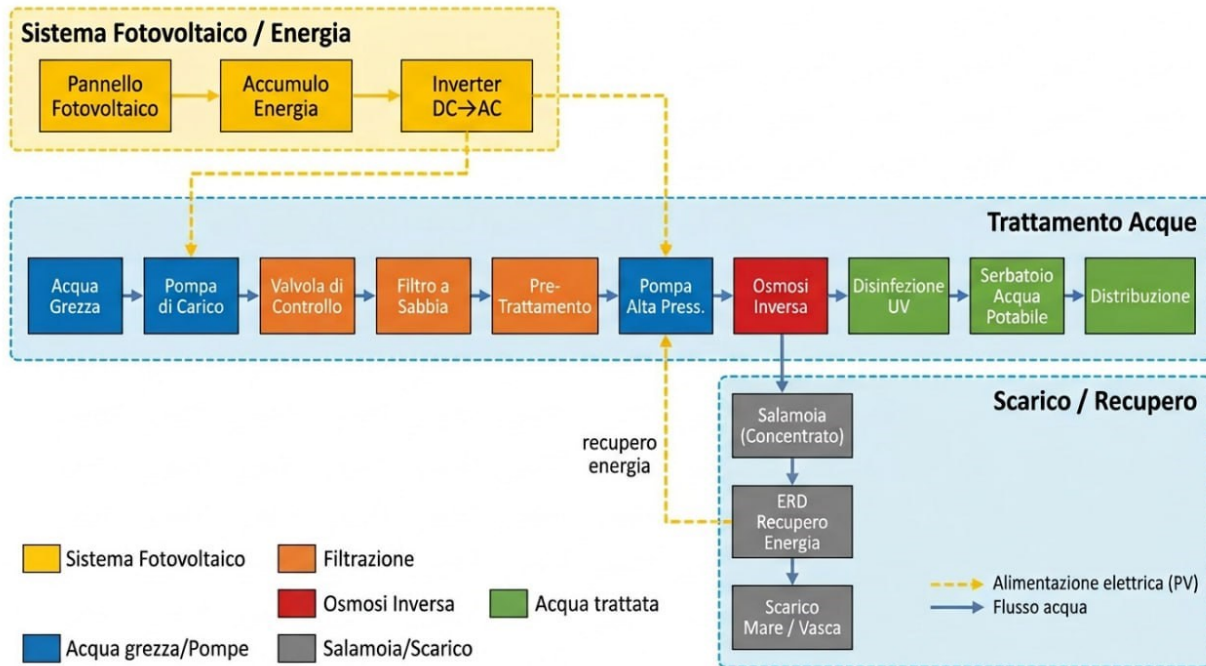 Sistema Fotovoltaico / Energia
Pannello
Fotovoltaico
Accumulo
Energia
Inverter
DC→AC
Trattamento Acque
Acqua
Grezza
Pompa
di Carico
Valvola di
Controllo
Filtro a
Sabbia
Pre-
Trattamento
Pompa
Alta Press.
Osmosi
Inversa
Disinfezione
UV
Serbatoio
Acqua
Potabile
Distribuzione
Scarico / Recupero
Salamoia
(Concentrato)
recupero
energia
ERD
Recupero
Energia
Scarico
Mare / Vasca
Sistema Fotovoltaico
Filtrazione
Osmosi Inversa
Acqua trattata
Acqua grezza/Pompe
Salamoia/Scarico
Alimentazione elettrica (PV)
Flusso acqua